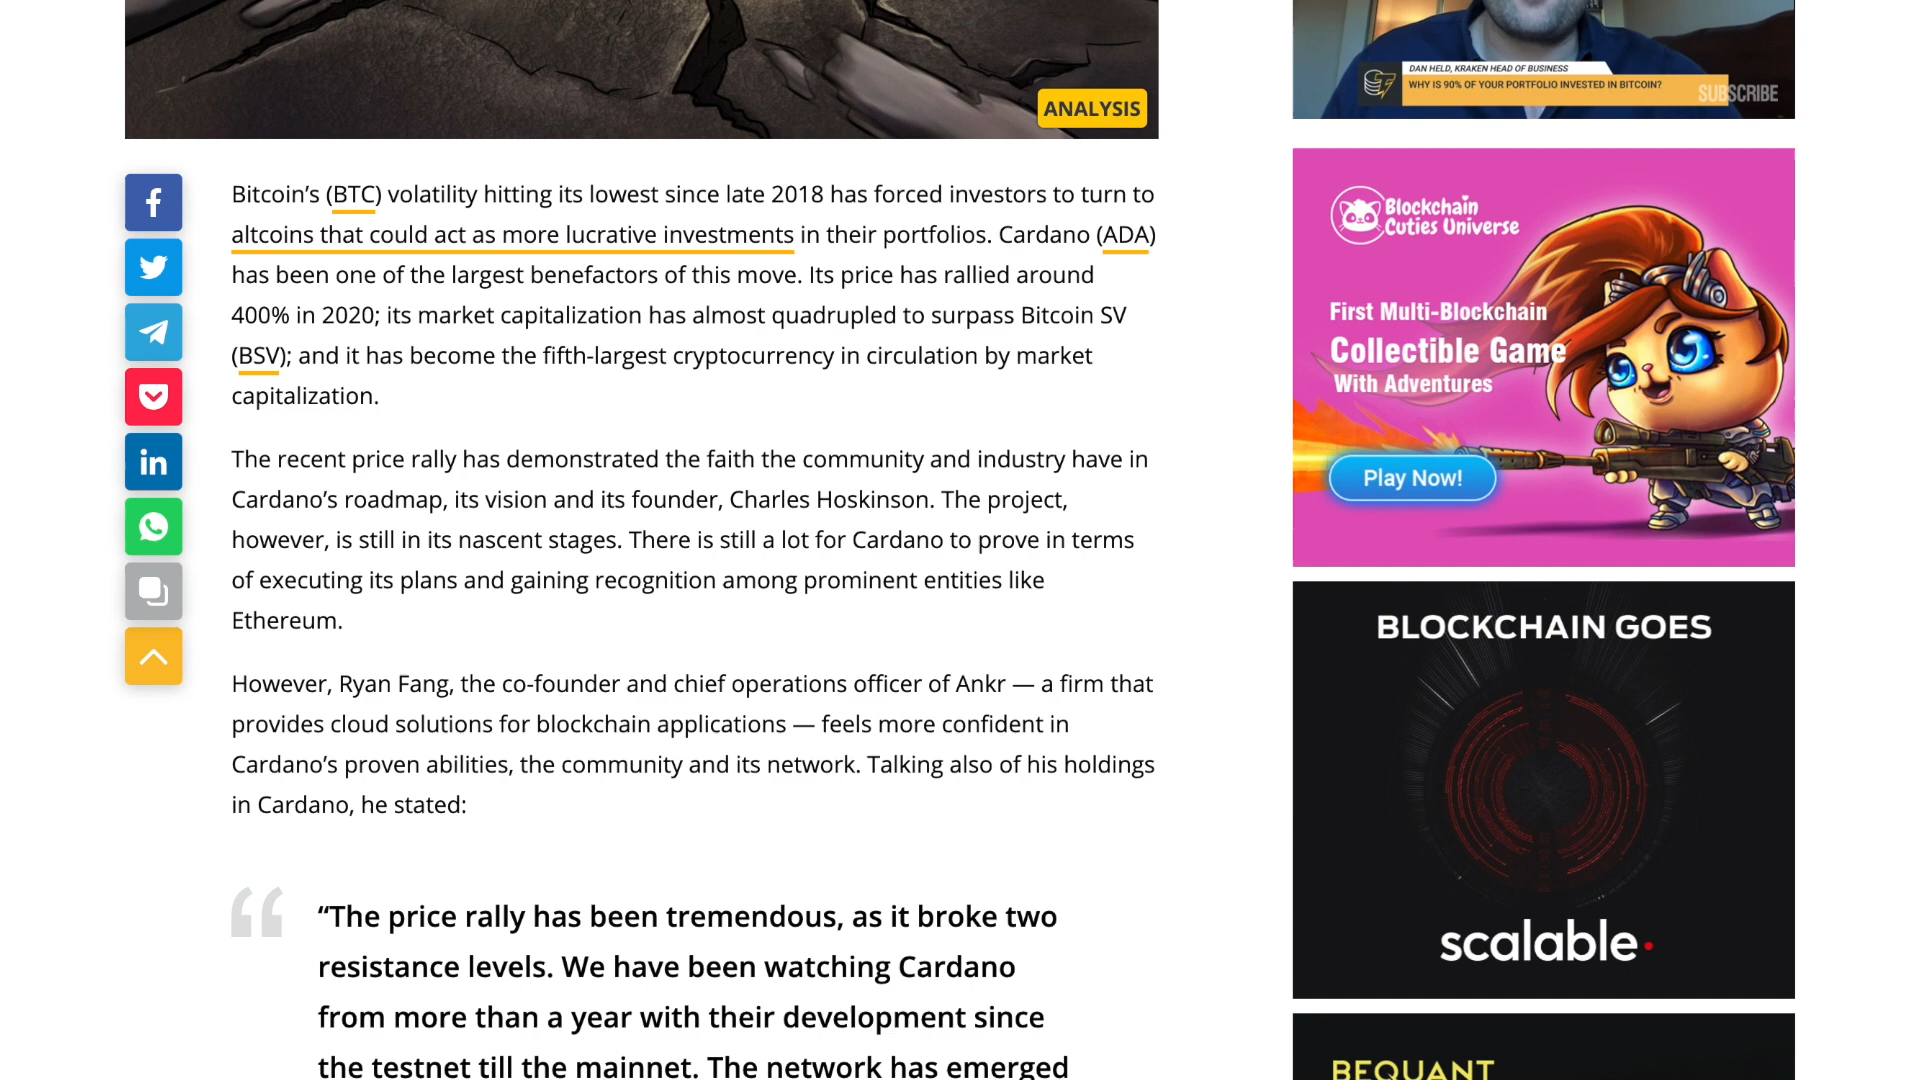 DAN HELD, KRAKEN HEAD OF BUSINESS
WHY IS 90% OF YOUR PORTFOLIO INVESTED IN BITCOIN?
SUBSCRIBE
ANALYSIS
Bitcoin’s (BTC) volatility hitting its lowest since late 2018 has forced investors to turn to
altcoins that could act as more lucrative investments in their portfolios. Cardano (ADA)
has been one of the largest benefactors of this move. Its price has rallied around
400% in 2020; its market capitalization has almost quadrupled to surpass Bitcoin SV
(BSV); and it has become the fifth-largest cryptocurrency in circulation by market
capitalization.
The recent price rally has demonstrated the faith the community and industry have in
Cardano’s roadmap, its vision and its founder, Charles Hoskinson. The project,
however, is still in its nascent stages. There is still a lot for Cardano to prove in terms
of executing its plans and gaining recognition among prominent entities like
Ethereum.
However, Ryan Fang, the co-founder and chief operations officer of Ankr — a firm that
provides cloud solutions for blockchain applications — feels more confident in
Cardano’s proven abilities, the community and its network. Talking also of his holdings
in Cardano, he stated:
“The price rally has been tremendous, as it broke two
resistance levels. We have been watching Cardano
from more than a year with their development since
the testnet till the mainnet. The network has emerged
Blockchain
Cuties Universe
First Multi-Blockchain
Collectible Game
With Adventures
Play Now!
BLOCKCHAIN GOES
scalable
BEQUANT